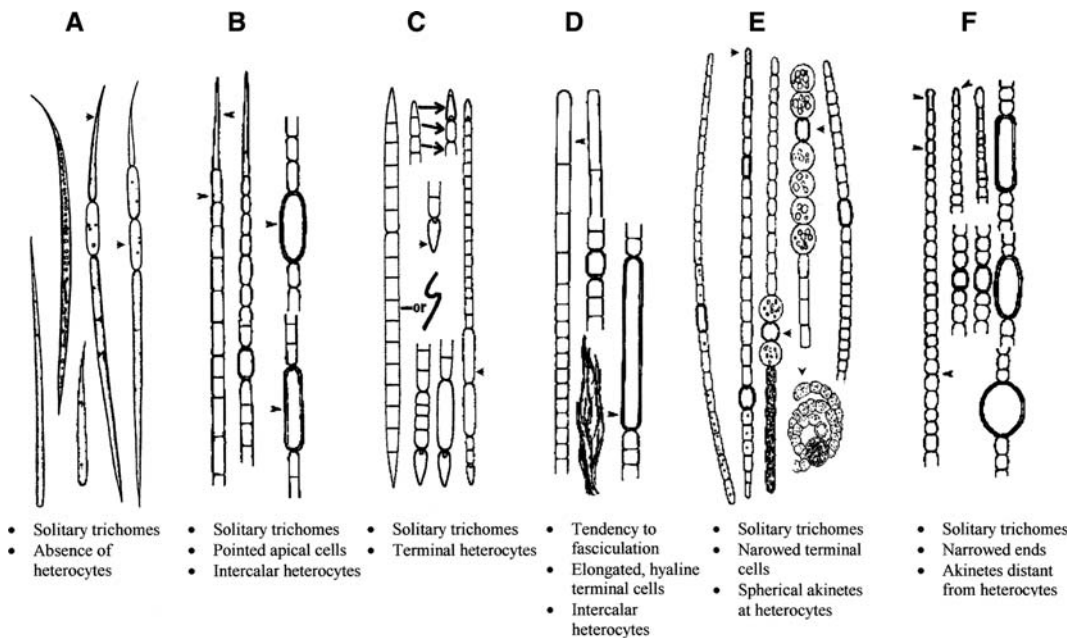 A
B
C
D
E
F
or
• Solitary trichomes
• Absence of
heterocytes
• Solitary trichomes
• Pointed apical cells
• Intercalar heterocytes
• Solitary trichomes
• Terminal heterocytes
• Tendency to
fasciculation
• Elongated, hyaline
terminal cells
• Intercalar
heterocytes
• Solitary trichomes
• Narowed terminal
cells
• Spherical akinetes
at heterocytes
• Solitary trichomes
• Narrowed ends
• Akinetes distant
from heterocytes